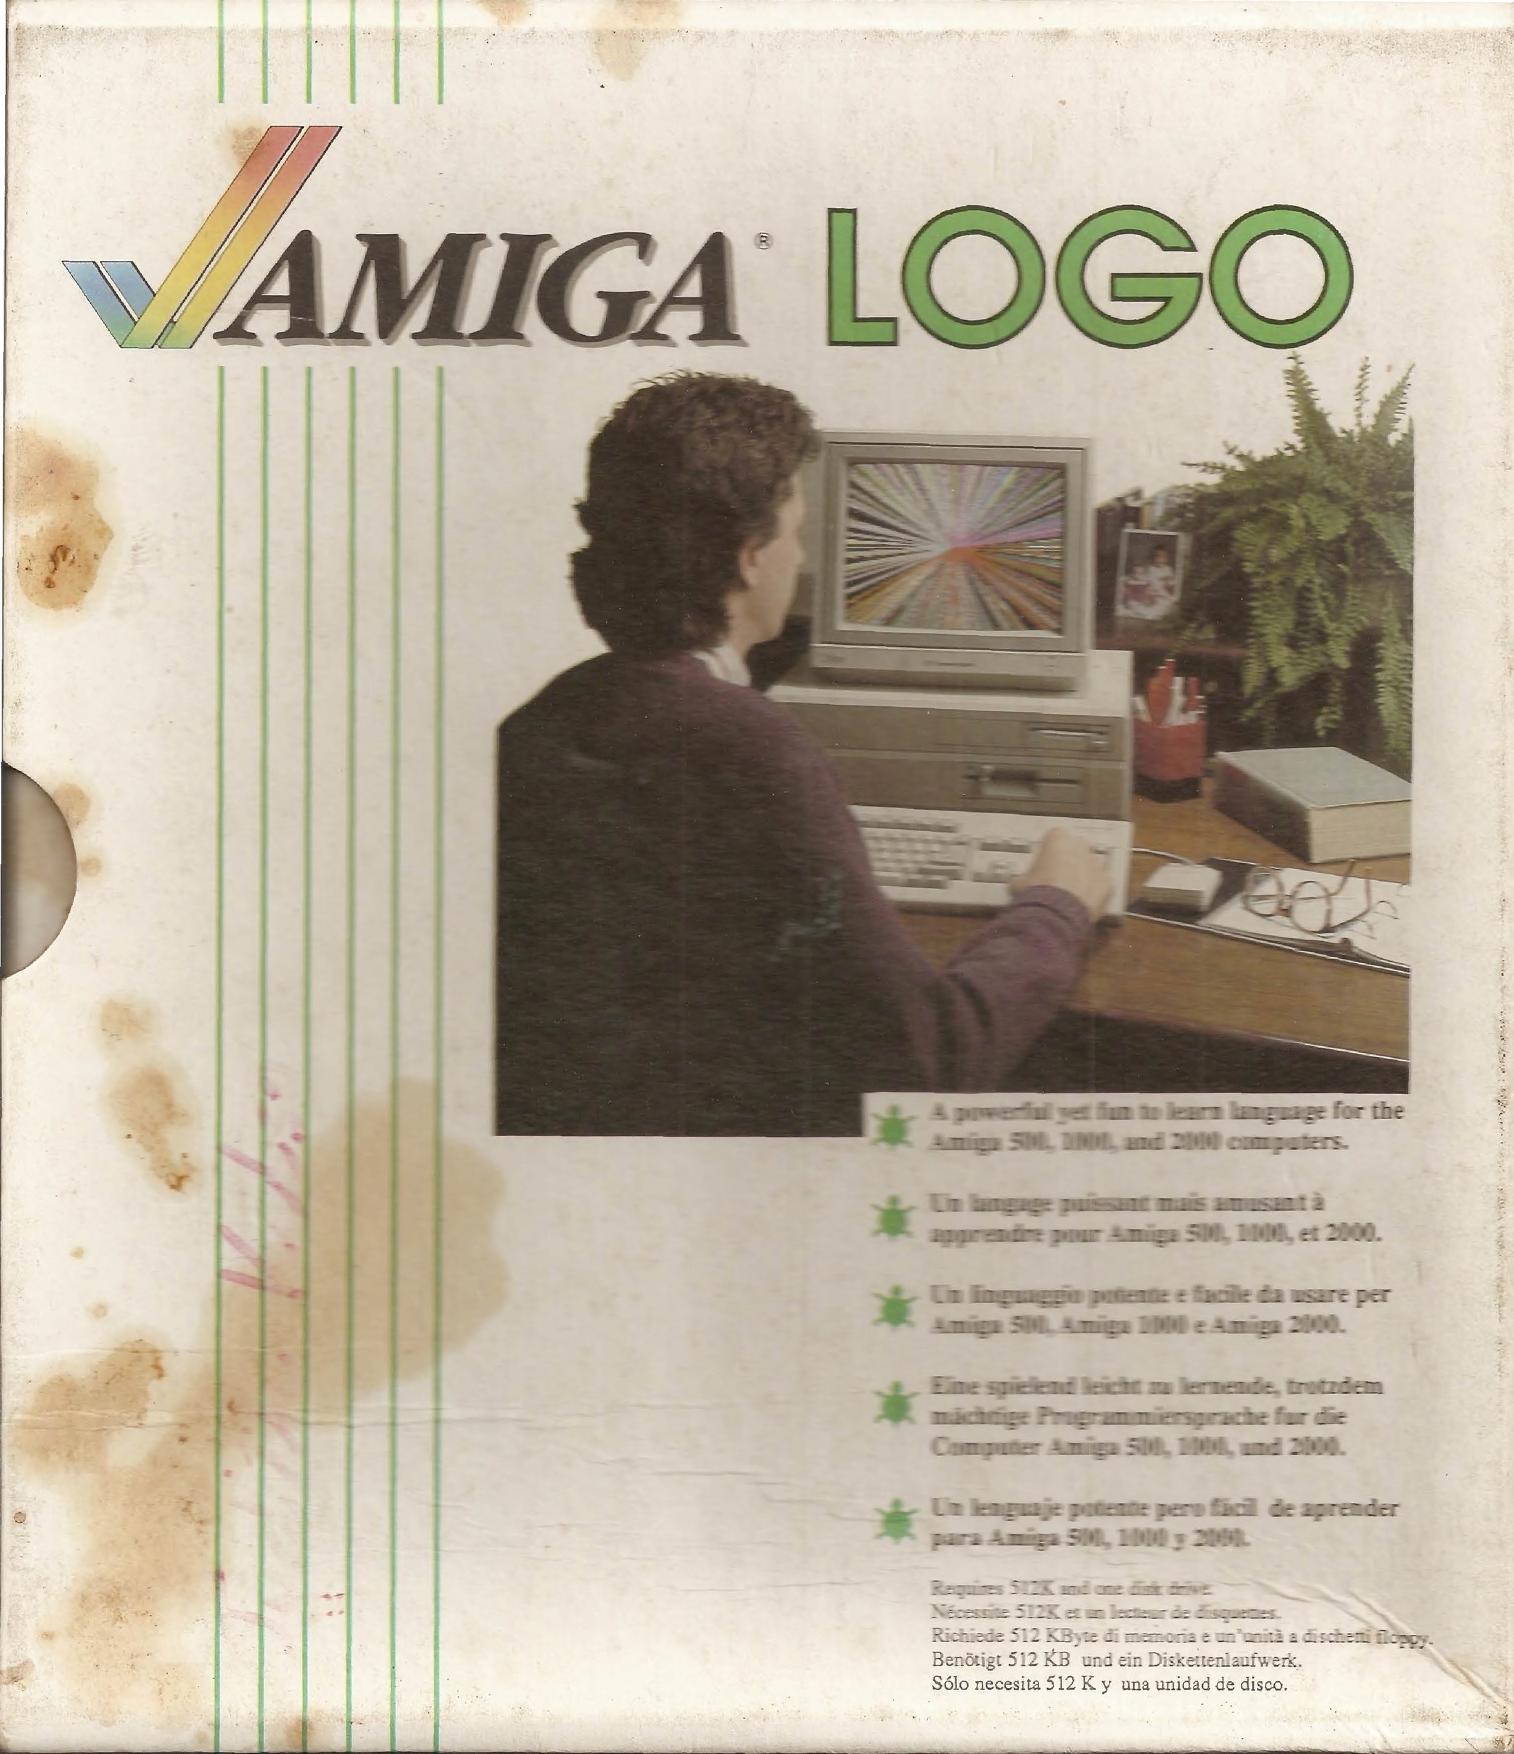 AMIGA® LOGO
A powerful yet fun to learn language for the
Amiga 500, 1000, and 2000 computers.
Un langage puissant mais amusant à
apprendre pour Amiga 500, 1000, et 2000.
Un linguaggio potente e facile da usare per
Amiga 500, Amiga 1000 e Amiga 2000.
Eine spielend leicht zu lernende, trotzdem
mächtige Programmiersprache fur die
Computer Amiga 500, 1000, und 2000.
Un lenguaje potente pero fácil de aprender
para Amiga 500, 1000 y 2000.
Requires 512K and one disk drive.
Nécessite 512K et un lecteur de disquettes.
Richiede 512 KByte di memoria e un'unità a dischetti floppy.
Benötigt 512 KB und ein Diskettenlaufwerk.
Sólo necesita 512 K y una unidad de disco.